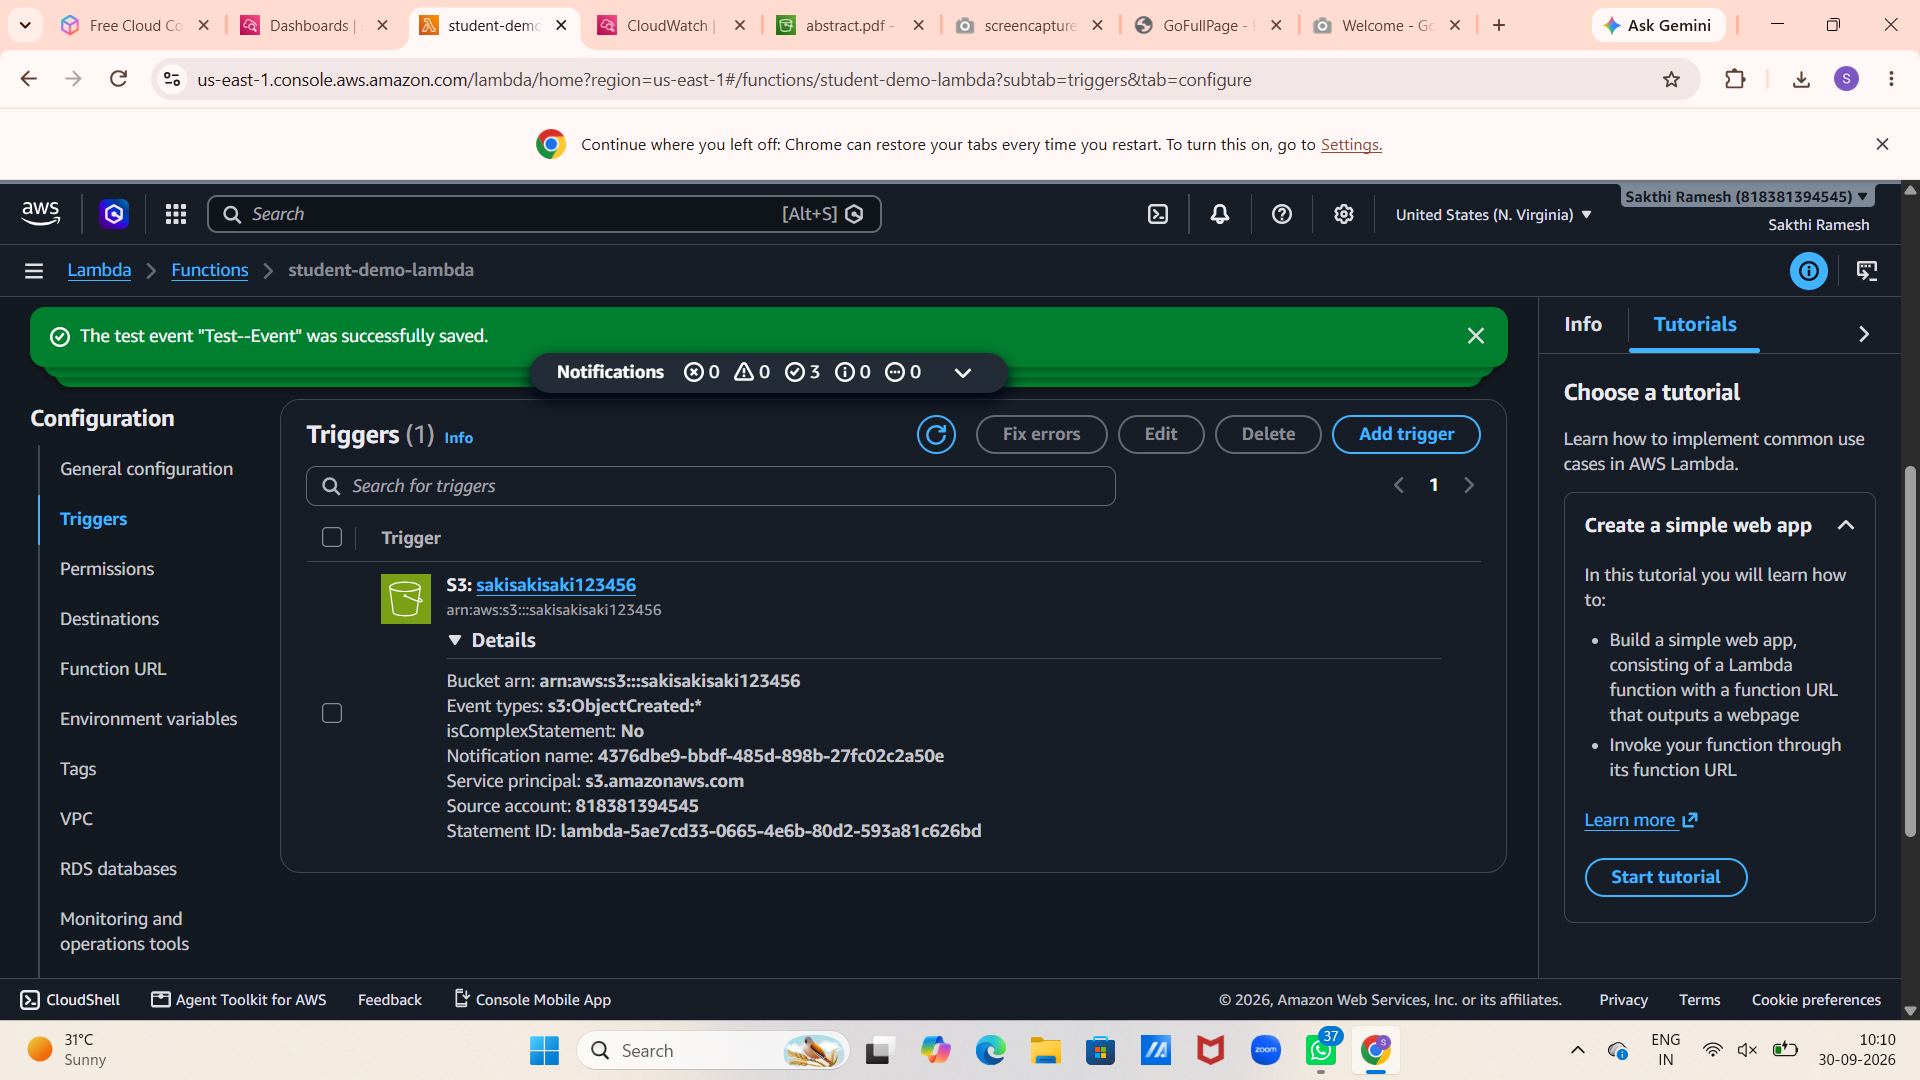 Free Cloud Co
Dashboards |
student-demo
CloudWatch |
abstract.pdf -
screencapture
GoFullPage -
Welcome - Go
Ask Gemini
us-east-1.console.aws.amazon.com/lambda/home?region=us-east-1#/functions/student-demo-lambda?subtab=triggers&tab=configure
S
Continue where you left off: Chrome can restore your tabs every time you restart. To turn this on, go to Settings.
aws
Search
[Alt+S]
United States (N. Virginia)
Sakthi Ramesh (818381394545)
Sakthi Ramesh
Lambda
Functions
student-demo-lambda
The test event "Test--Event" was successfully saved.
Notifications 0 0 3 0 0
Info
Tutorials
Configuration
General configuration
Triggers
Permissions
Destinations
Function URL
Environment variables
Tags
VPC
RDS databases
Monitoring and
operations tools
Triggers (1) Info
Fix errors
Edit
Delete
Add trigger
Search for triggers
1
Trigger
S3: sakisakisaki123456
arn:aws:s3:::sakisakisaki123456
Details
Bucket arn: arn:aws:s3:::sakisakisaki123456
Event types: s3:ObjectCreated:*
isComplexStatement: No
Notification name: 4376dbe9-bbdf-485d-898b-27fc02c2a50e
Service principal: s3.amazonaws.com
Source account: 818381394545
Statement ID: lambda-5ae7cd33-0665-4e6b-80d2-593a81c626bd
Choose a tutorial
Learn how to implement common use
cases in AWS Lambda.
Create a simple web app
In this tutorial you will learn how
to:
• Build a simple web app,
consisting of a Lambda
function with a function URL
that outputs a webpage
• Invoke your function through
its function URL
Learn more
Start tutorial
CloudShell
Agent Toolkit for AWS
Feedback
Console Mobile App
© 2026, Amazon Web Services, Inc. or its affiliates.
Privacy
Terms
Cookie preferences
31°C
Sunny
Search
zoom
37
S
ENG
IN
10:10
30-09-2026